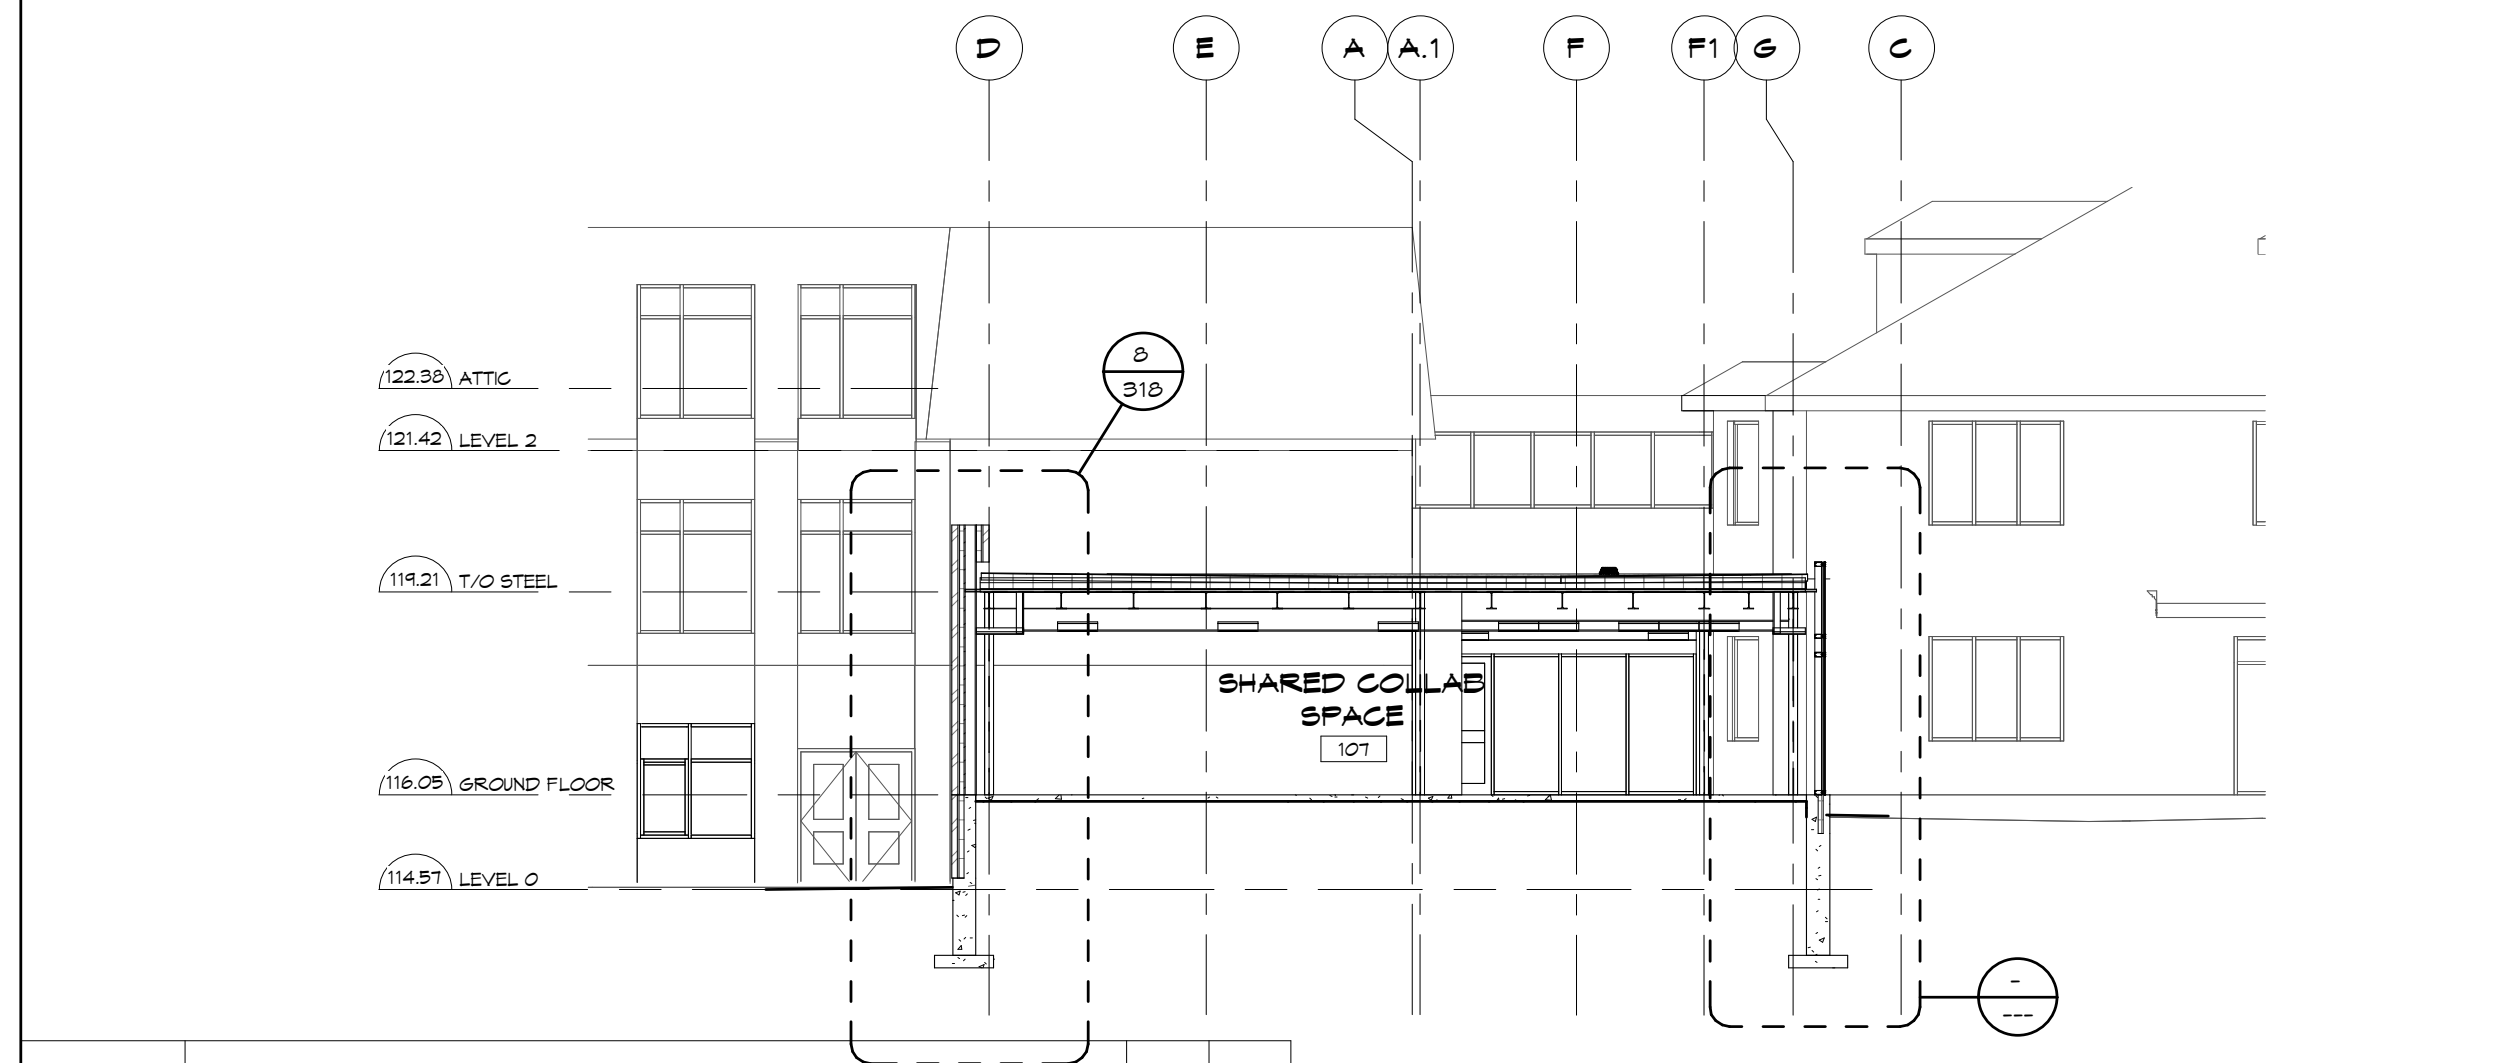 D E A A.1 F F1 G C
8
318
122.38 ATTIC
121.42 LEVEL 2
119.21 T/O STEEL
SHARED COLLAB
SPACE
107
116.05 GROUND FLOOR
114.57 LEVEL 0
-
---